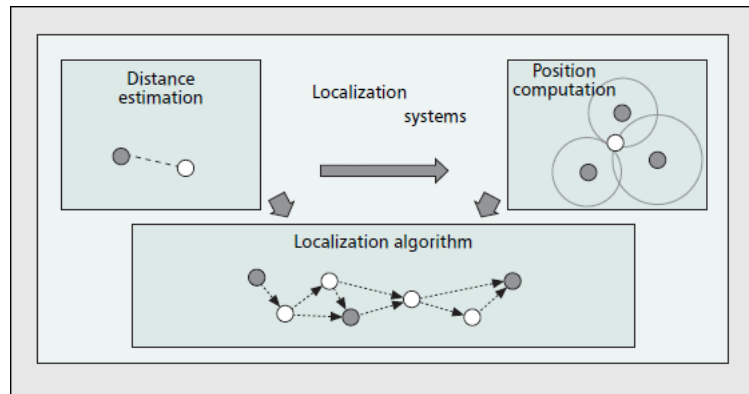 Distance
estimation
Localization
systems
Position
computation
Localization algorithm